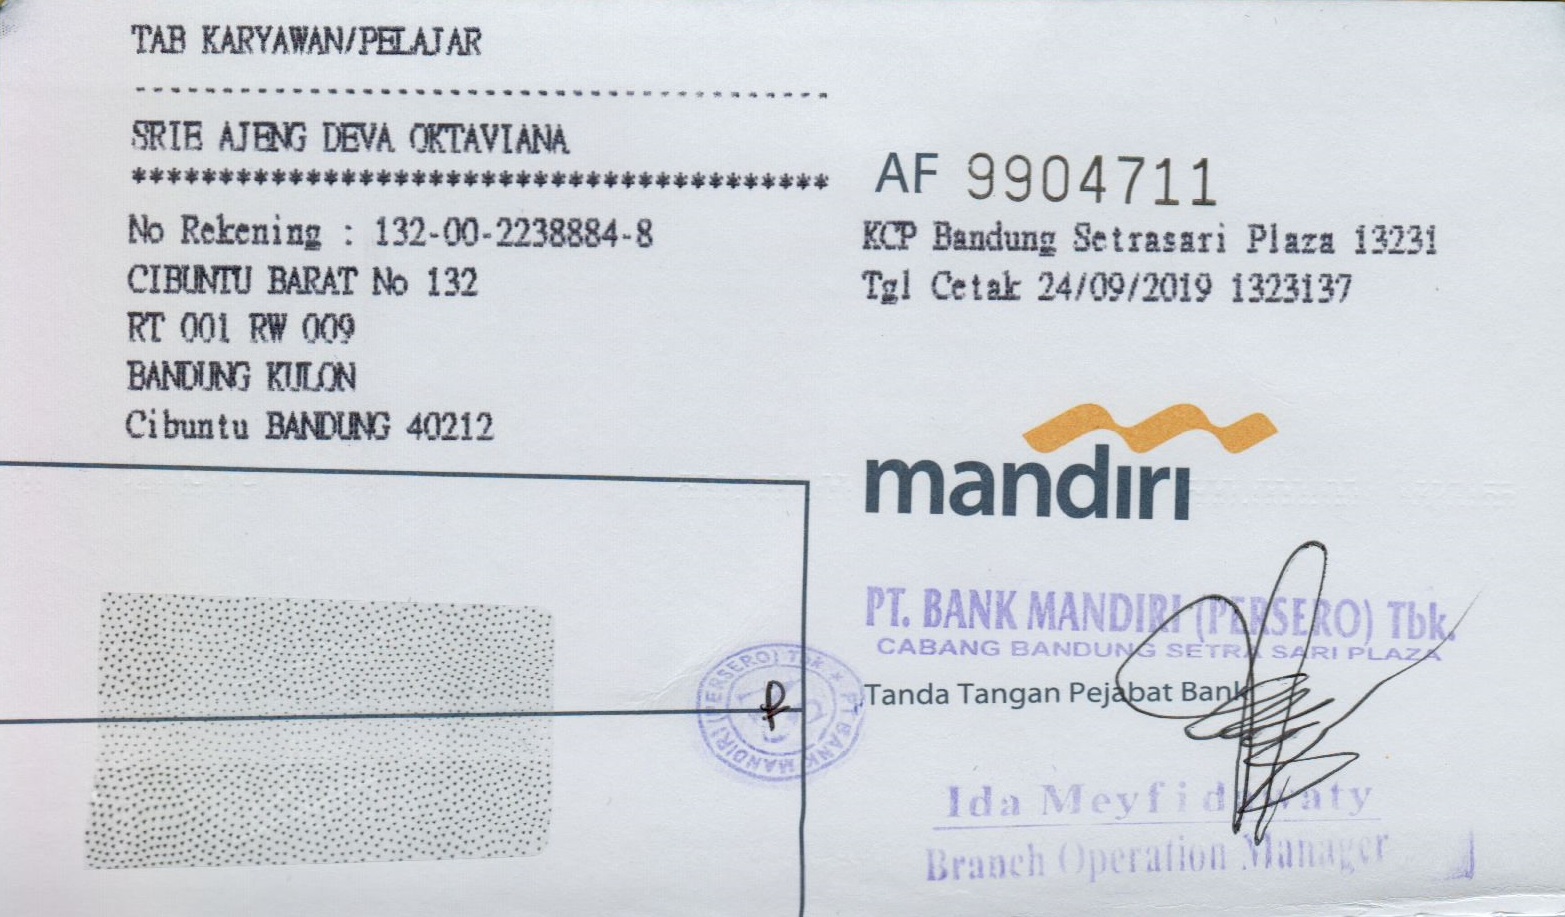 TAB KARYAWAN/PELAJAR
----------------------------------------
SRIE AJENG DEVA OKTAVIANA
****************************************
No Rekening : 132-00-2238884-8
CIBUNTU BARAT No 132
RT 001 RW 009
BANDUNG KULON
Cibuntu BANDUNG 40212
AF 9904711
KCP Bandung Setrasari Plaza 13231
Tgl Cetak 24/09/2019 1323137
mandiri
PT. BANK MANDIRI (PERSERO) Tbk.
CABANG BANDUNG SETRA SARI PLAZA
Tanda Tangan Pejabat Bank
PT. BANK MANDIRI (PERSERO) Tbk.
Ida
Branch Operation Manager